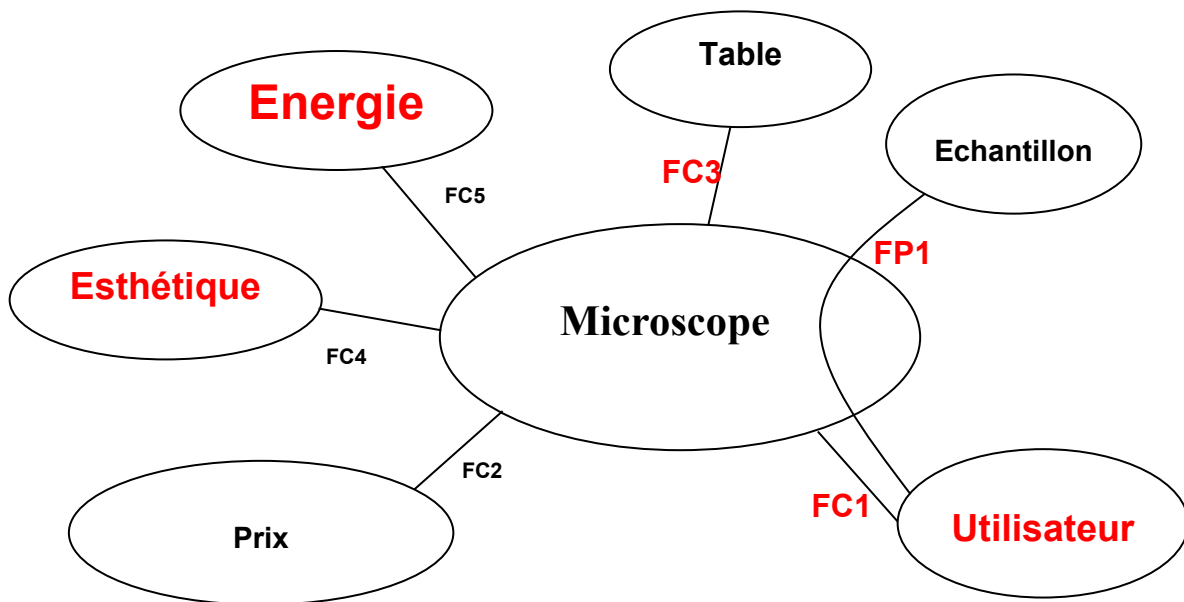 Table
Energie
Echantillon
FC3
FC5
FP1
Esthétique
Microscope
FC4
FC2
FC1
Utilisateur
Prix